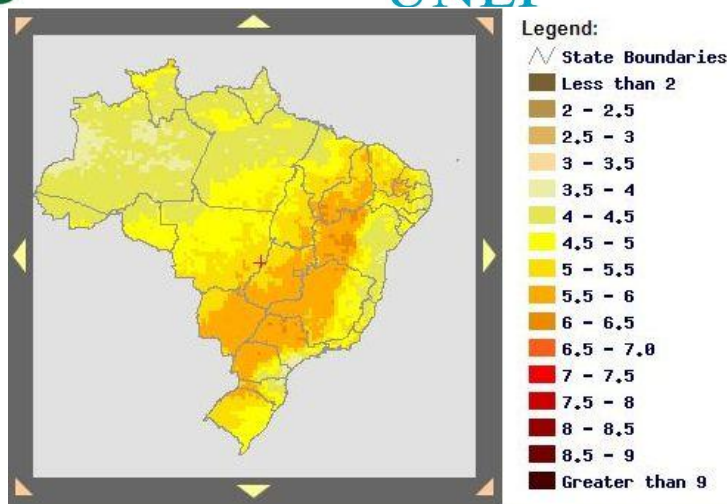 UNEP
Legend:
State Boundaries
Less than 2
2 - 2.5
2.5 - 3
3 - 3.5
3.5 - 4
4 - 4.5
4.5 - 5
5 - 5.5
5.5 - 6
6 - 6.5
6.5 - 7.0
7 - 7.5
7.5 - 8
8 - 8.5
8.5 - 9
Greater than 9